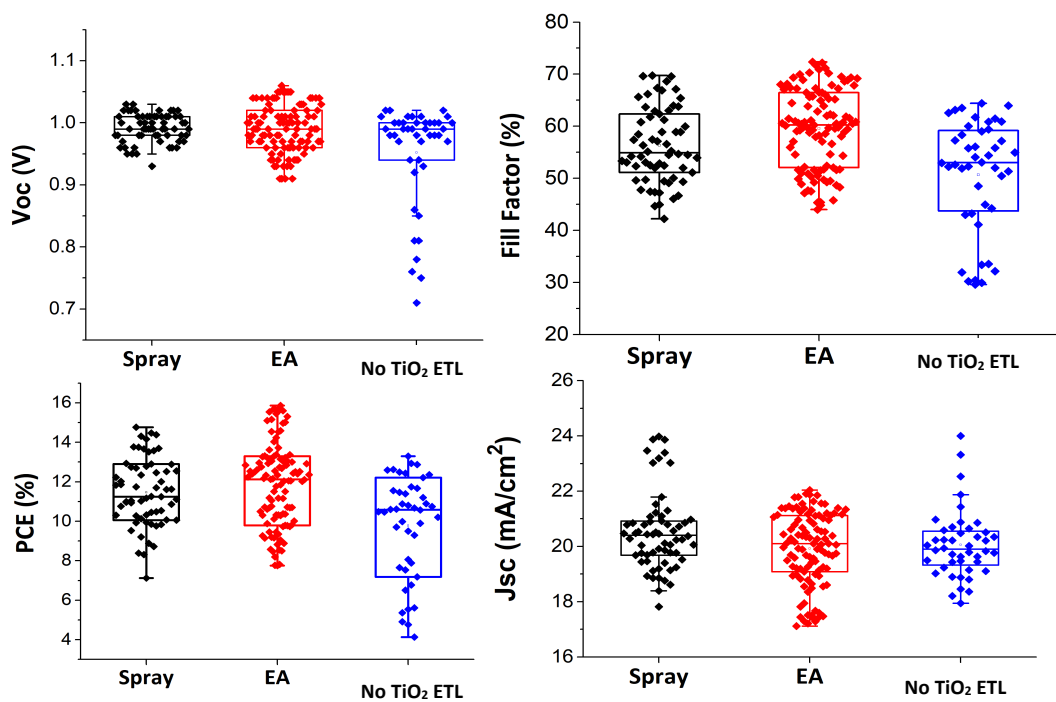 Voc (V)
1.1
1.0
0.9
0.8
0.7
Spray
EA
No TiO₂ ETL
Fill Factor (%)
80
70
60
50
40
30
20
Spray
EA
No TiO₂ ETL
PCE (%)
16
14
12
10
8
6
4
Spray
EA
No TiO₂ ETL
Jsc (mA/cm²)
26
24
22
20
18
16
Spray
EA
No TiO₂ ETL